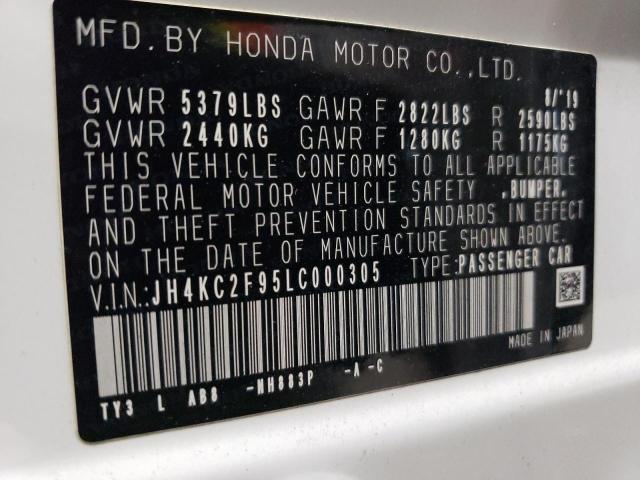 MFD. BY HONDA MOTOR CO.,LTD.
8/'19
GVWR 5379LBS GAWR F 2822LBS R 2590LBS
GVWR 2440KG GAWR F 1280KG R 1175KG
THIS VEHICLE CONFORMS TO ALL APPLICABLE
FEDERAL MOTOR VEHICLE SAFETY ,BUMPER,
AND THEFT PREVENTION STANDARDS IN EFFECT
ON THE DATE OF MANUFACTURE SHOWN ABOVE.
V.I.N.:JH4KC2F95LC000305 TYPE:PASSENGER CAR
MADE IN JAPAN
TY3 L AB8 -NH883P -A -C